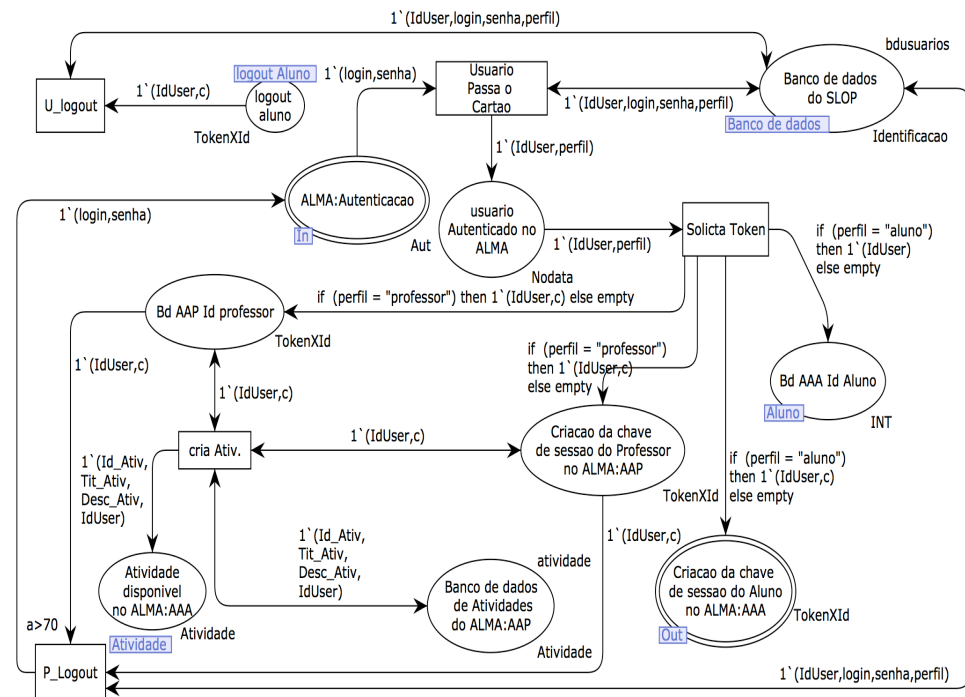 1`(IdUser,login,senha,perfil)
bdusuarios
logout Aluno
1`(login,senha)
Usuario
Passa o
Cartao
Banco de dados
do SLOP
U_logout
1`(IdUser,c)
logout
aluno
1`(IdUser,login,senha,perfil)
Banco de dados
TokenXId
Identificacao
1`(IdUser,perfil)
ALMA:Autenticacao
1`(login,senha)
In
Aut
usuario
Autenticado no
ALMA
Nodata
1`(IdUser,perfil)
Solicta Token
if (perfil = "aluno")
then 1`(IdUser)
else empty
if (perfil = "professor") then 1`(IdUser,c) else empty
Bd AAP Id professor
TokenXId
if (perfil = "professor")
then 1`(IdUser,c)
else empty
1`(IdUser,c)
1`(IdUser,c)
Bd AAA Id Aluno
Aluno
INT
cria Ativ.
1`(IdUser,c)
Criacao da chave
de sessao do Professor
no ALMA:AAP
TokenXId
if (perfil = "aluno")
then 1`(IdUser,c)
else empty
1`(Id_Ativ,
Tit_Ativ,
Desc_Ativ,
IdUser)
1`(Id_Ativ,
Tit_Ativ,
Desc_Ativ,
IdUser)
1`(IdUser,c)
atividade
Atividade
disponivel
no ALMA:AAA
Atividade
Atividade
Banco de dados
de Atividades
do ALMA:AAP
Atividade
Criacao da chave
de sessao do Aluno
no ALMA:AAA
Out
TokenXId
a>70
P_Logout
1`(IdUser,login,senha,perfil)